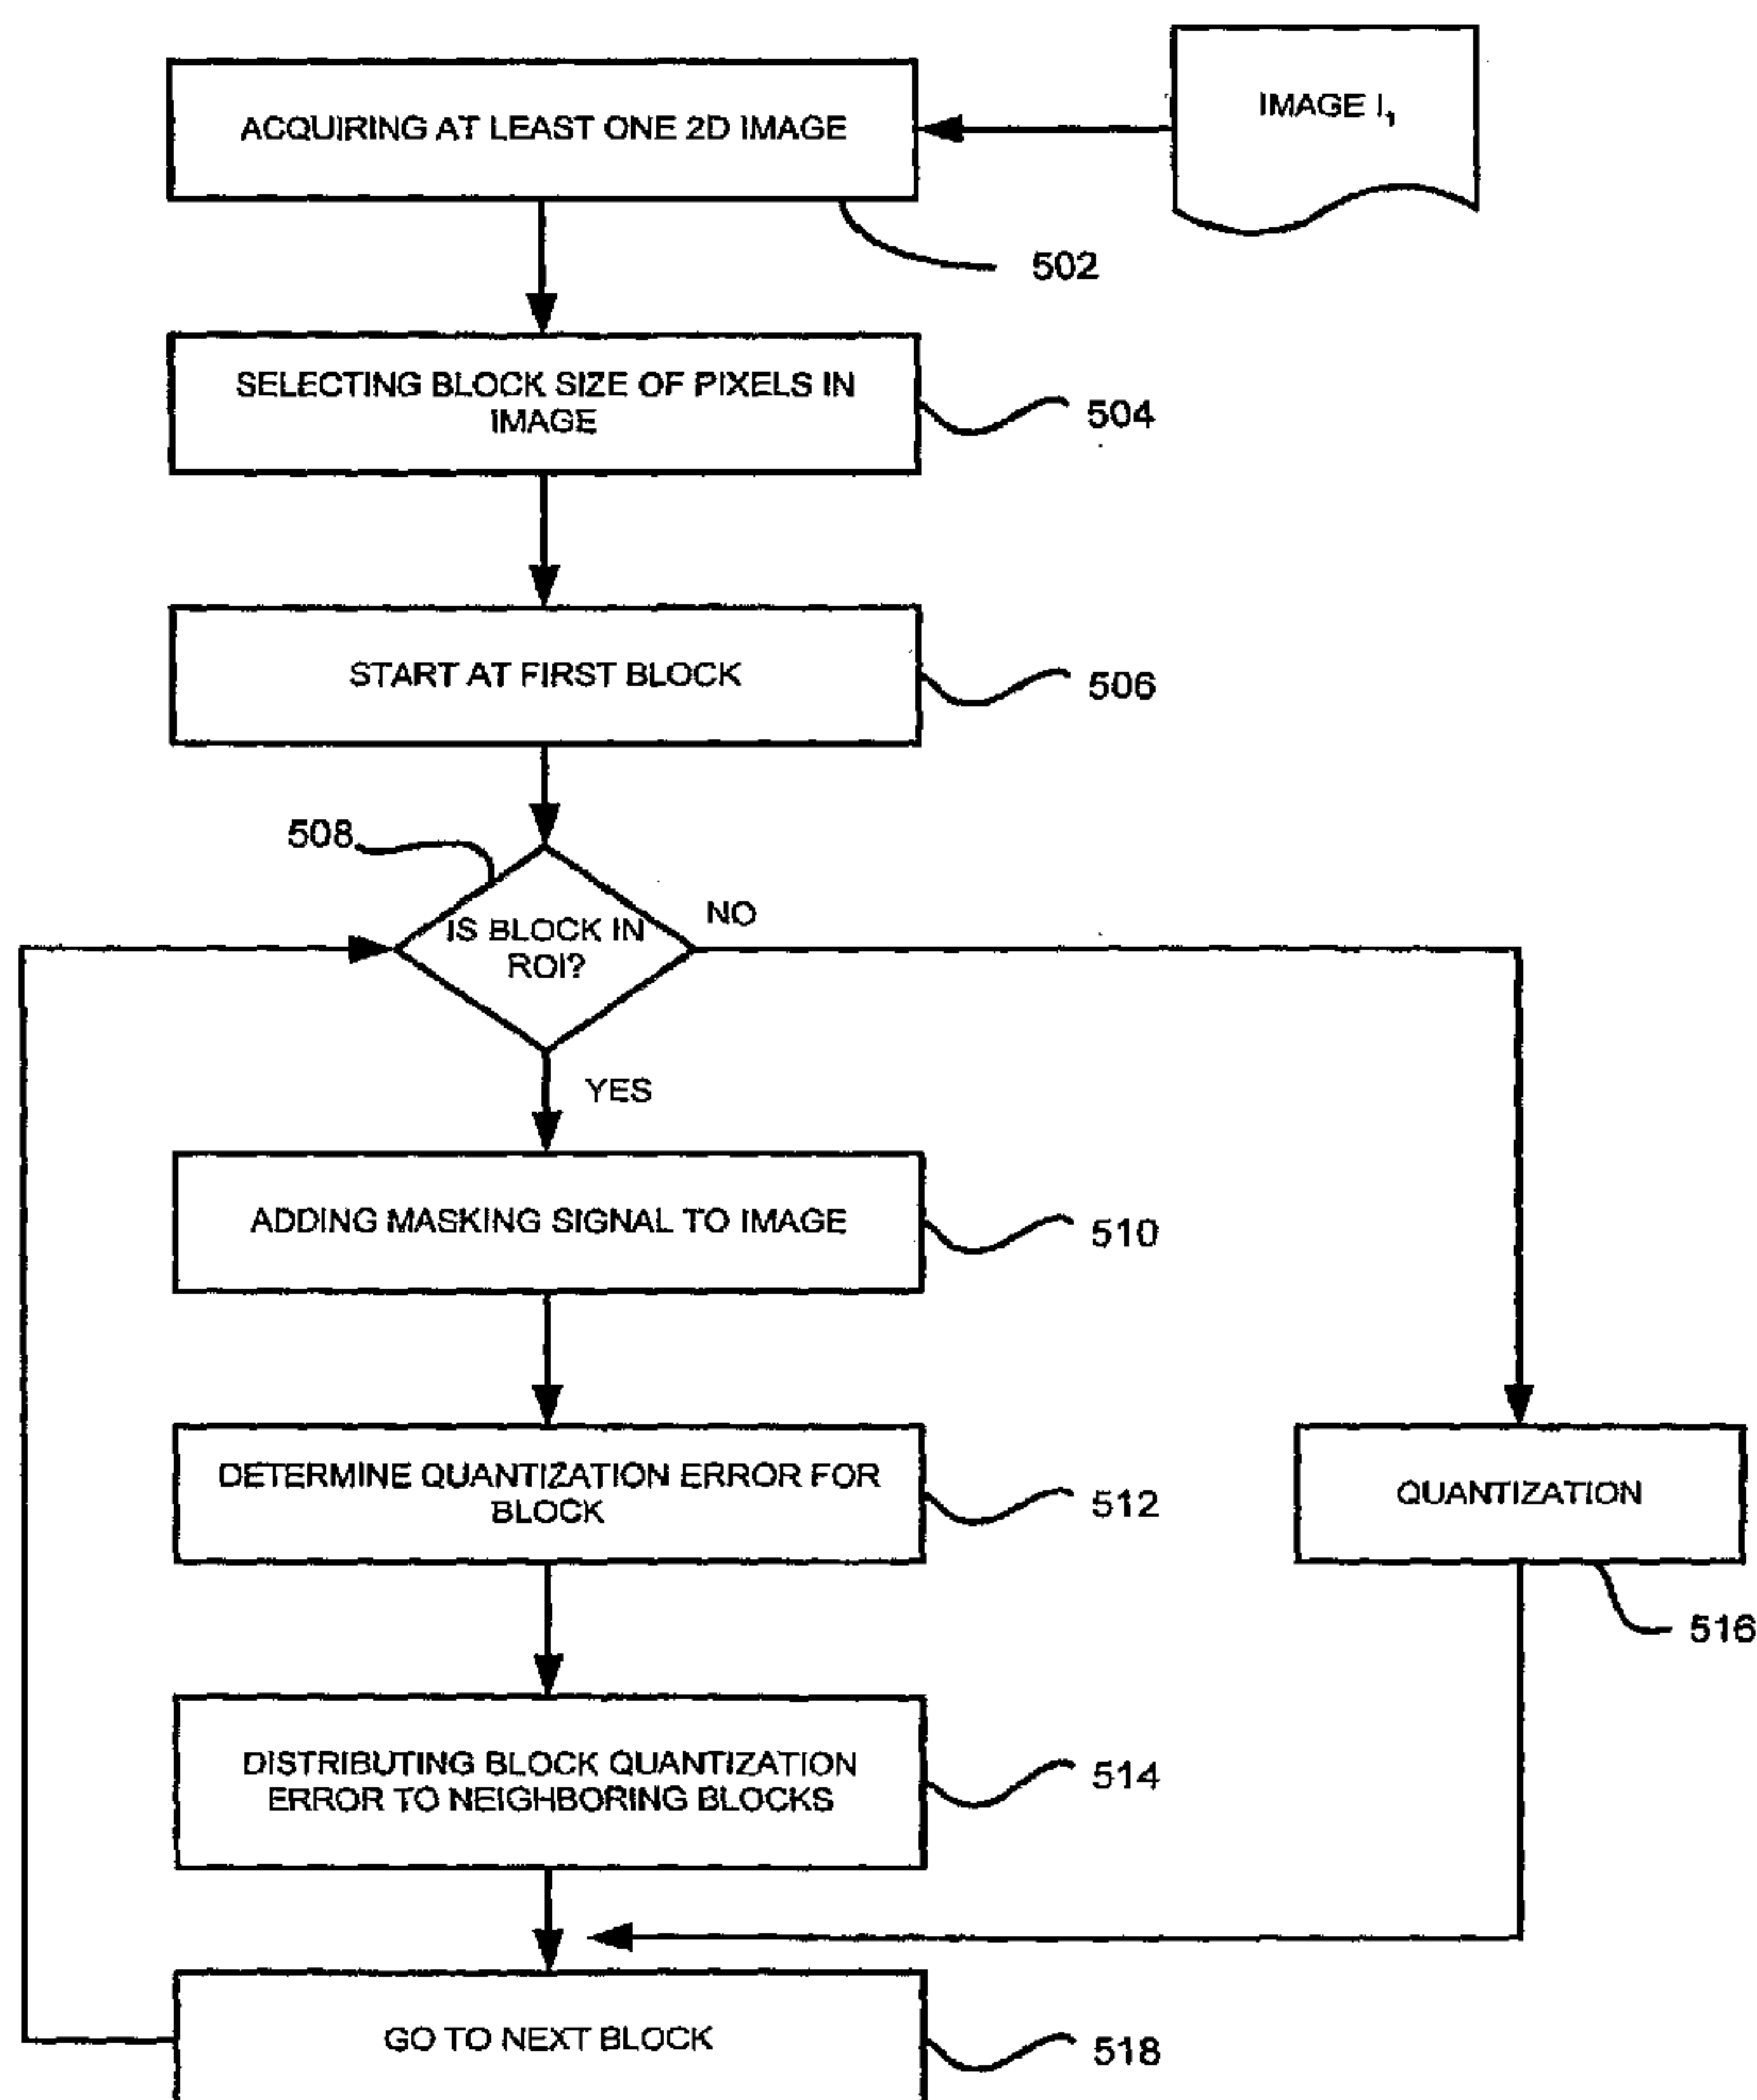 IMAGE I₁
ACQUIRING AT LEAST ONE 2D IMAGE
502
SELECTING BLOCK SIZE OF PIXELS IN
IMAGE
504
START AT FIRST BLOCK
506
508
IS BLOCK IN
ROI?
NO
YES
ADDING MASKING SIGNAL TO IMAGE
510
DETERMINE QUANTIZATION ERROR FOR
BLOCK
512
QUANTIZATION
516
DISTRIBUTING BLOCK QUANTIZATION
ERROR TO NEIGHBORING BLOCKS
514
GO TO NEXT BLOCK
518